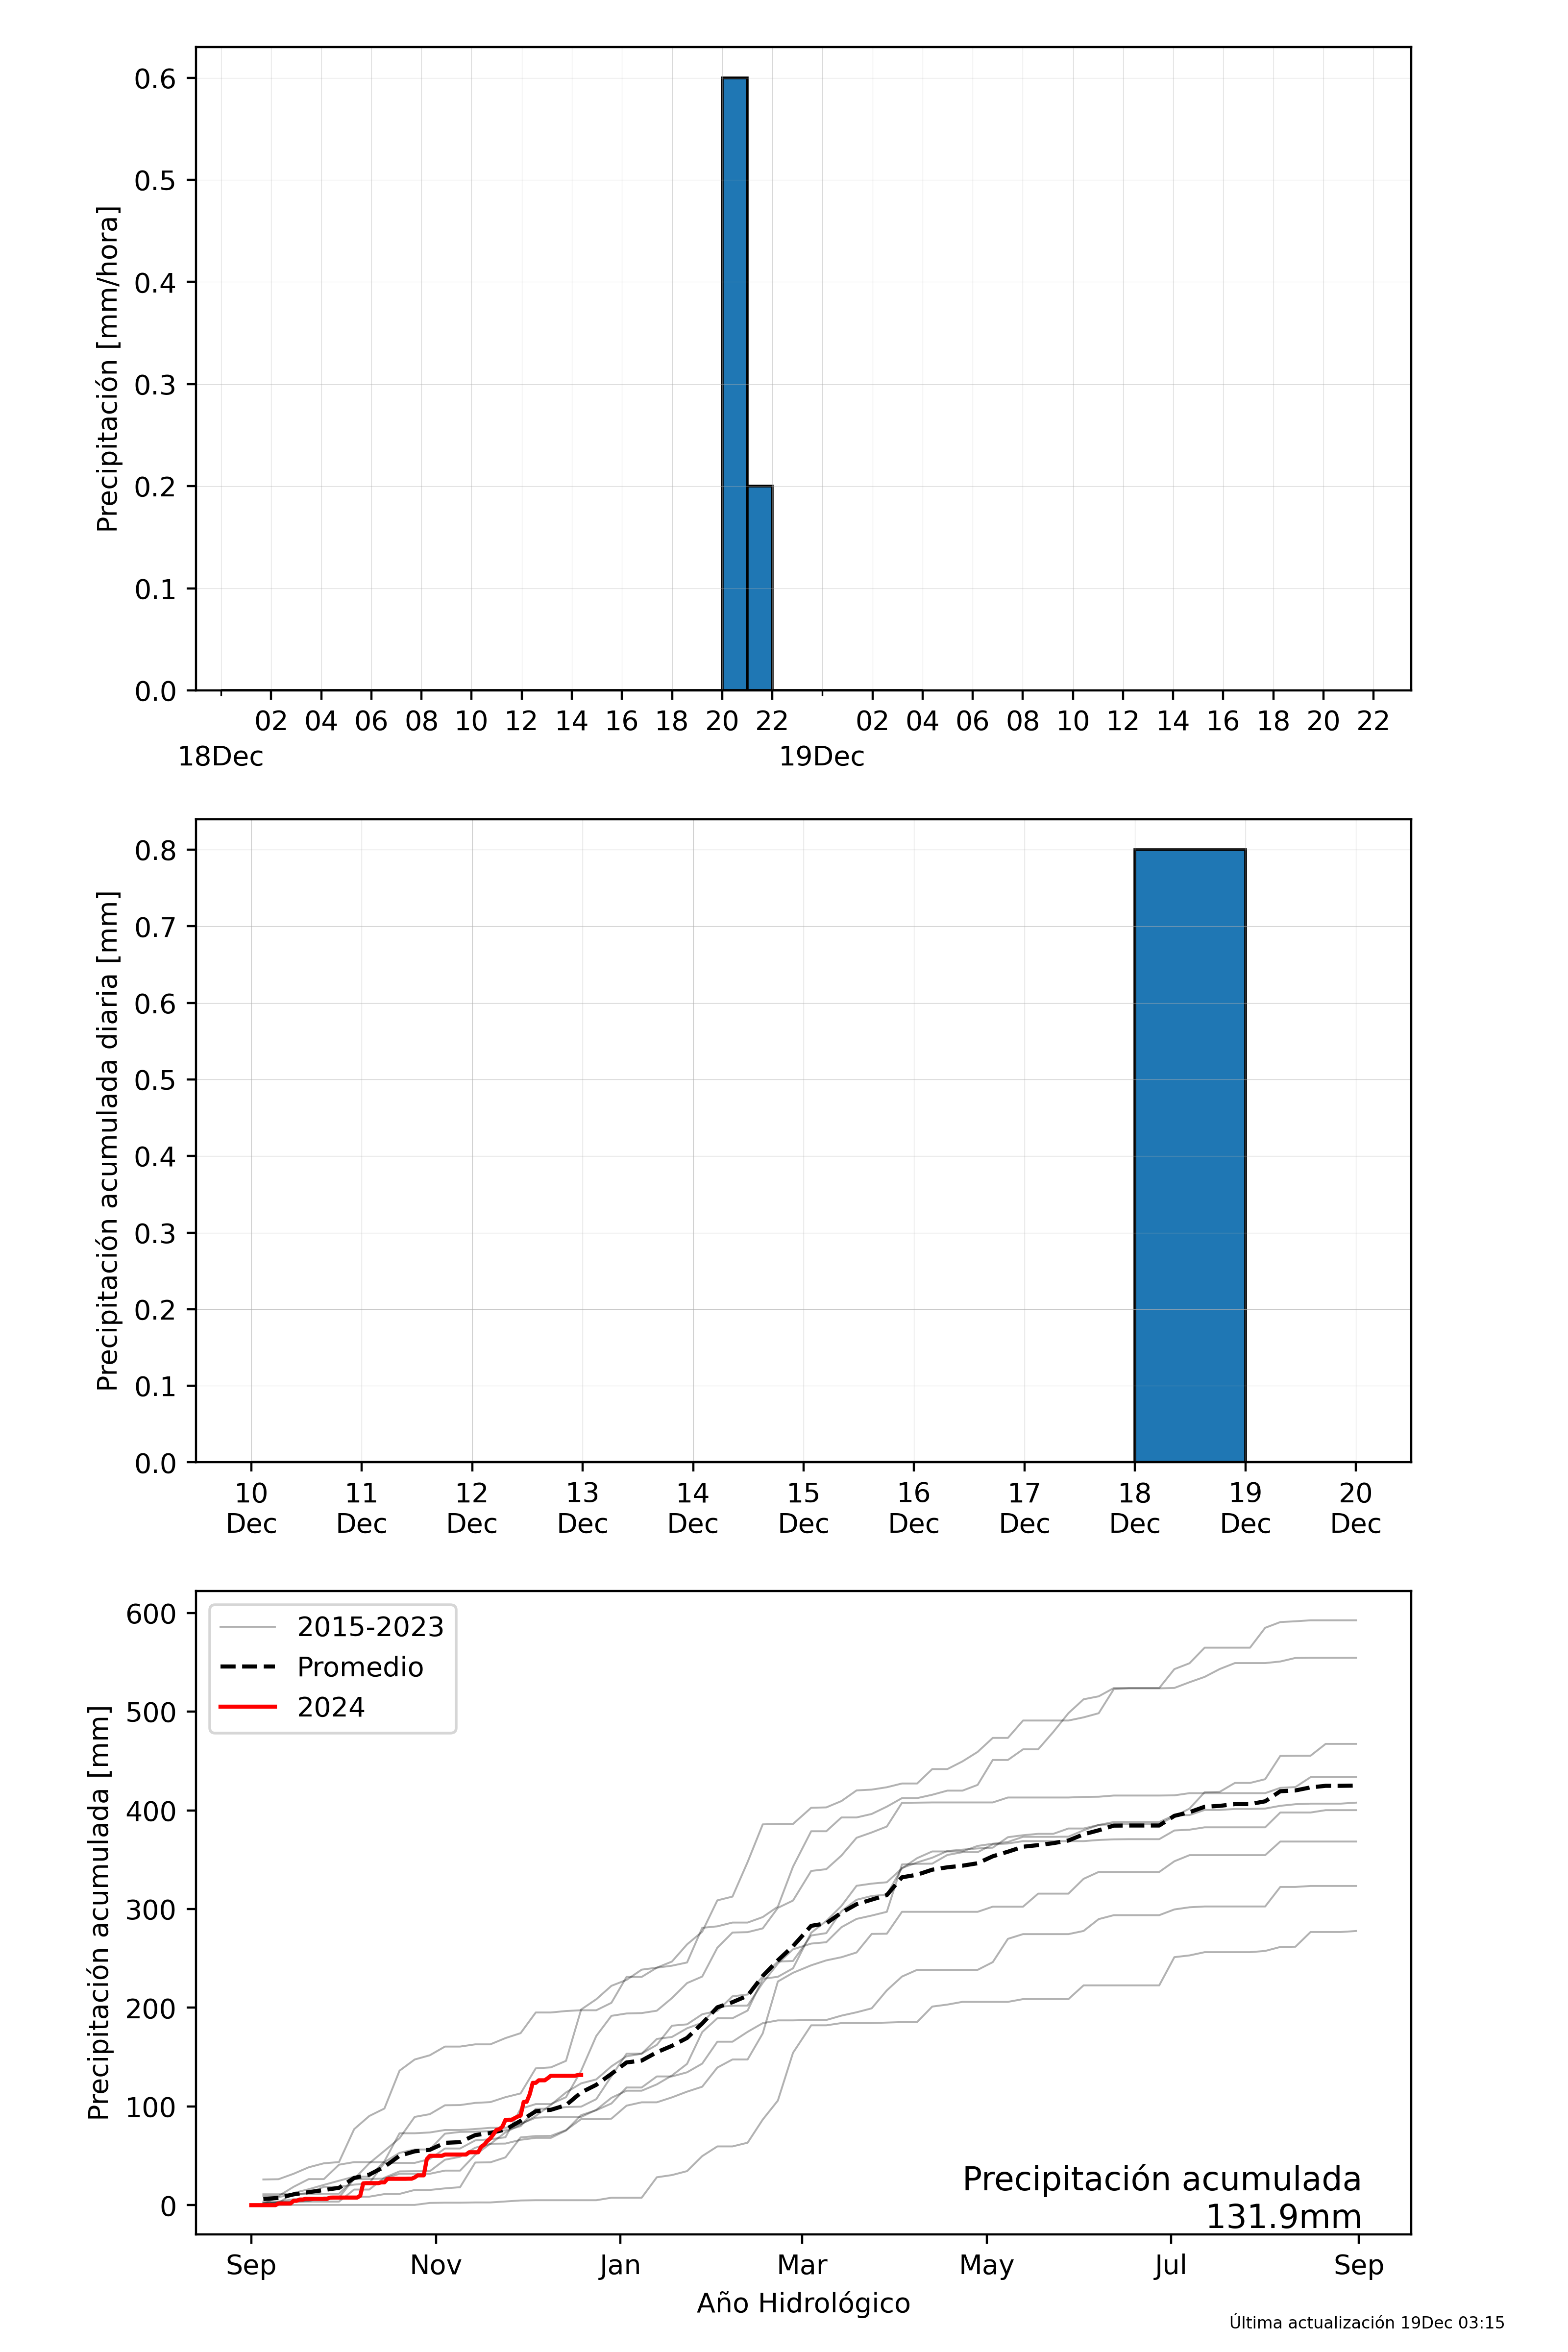 Precipitación [mm/hora]
0.6
0.5
0.4
0.3
0.2
0.1
0.0
02 04 06 08 10 12 14 16 18 20 22 02 04 06 08 10 12 14 16 18 20 22
18Dec 19Dec
Precipitación acumulada diaria [mm]
0.8
0.7
0.6
0.5
0.4
0.3
0.2
0.1
0.0
10 11 12 13 14 15 16 17 18 19 20
Dec Dec Dec Dec Dec Dec Dec Dec Dec Dec Dec
Precipitación acumulada [mm]
600
500
400
300
200
100
0
2015-2023
Promedio
2024
Precipitación acumulada
131.9mm
Sep Nov Jan Mar May Jul Sep
Año Hidrológico
Última actualización 19Dec 03:15